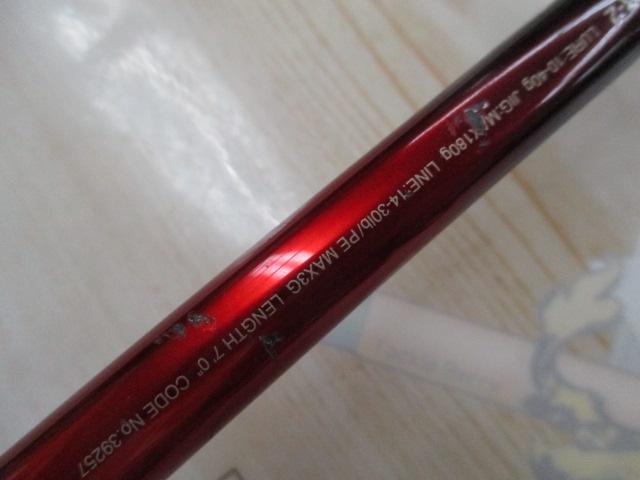 LURE:10-40g JIG:MAX180g LINE:14-30lb/PE MAX3G LENGTH 7'0" CODE No.39257